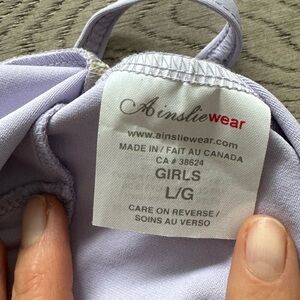 Ainsliewear
www.ainsliewear.com
MADE IN / FAIT AU CANADA
CA # 38624
GIRLS
L/G
CARE ON REVERSE /
SOINS AU VERSO